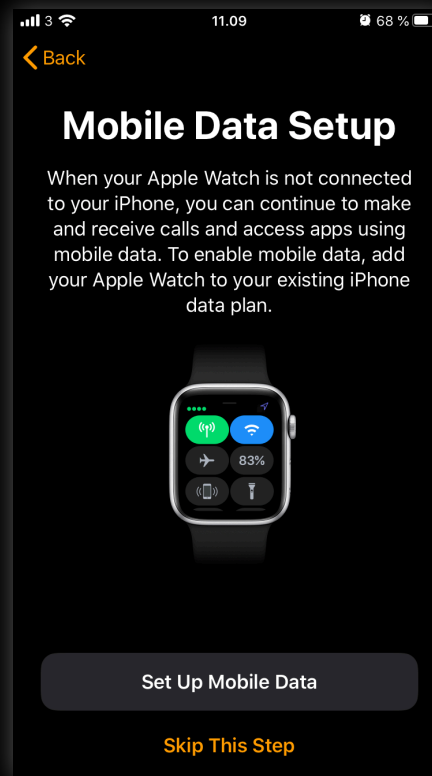 3 11.09 68 %
Back
Mobile Data Setup
When your Apple Watch is not connected
to your iPhone, you can continue to make
and receive calls and access apps using
mobile data. To enable mobile data, add
your Apple Watch to your existing iPhone
data plan.
83%
Set Up Mobile Data
Skip This Step